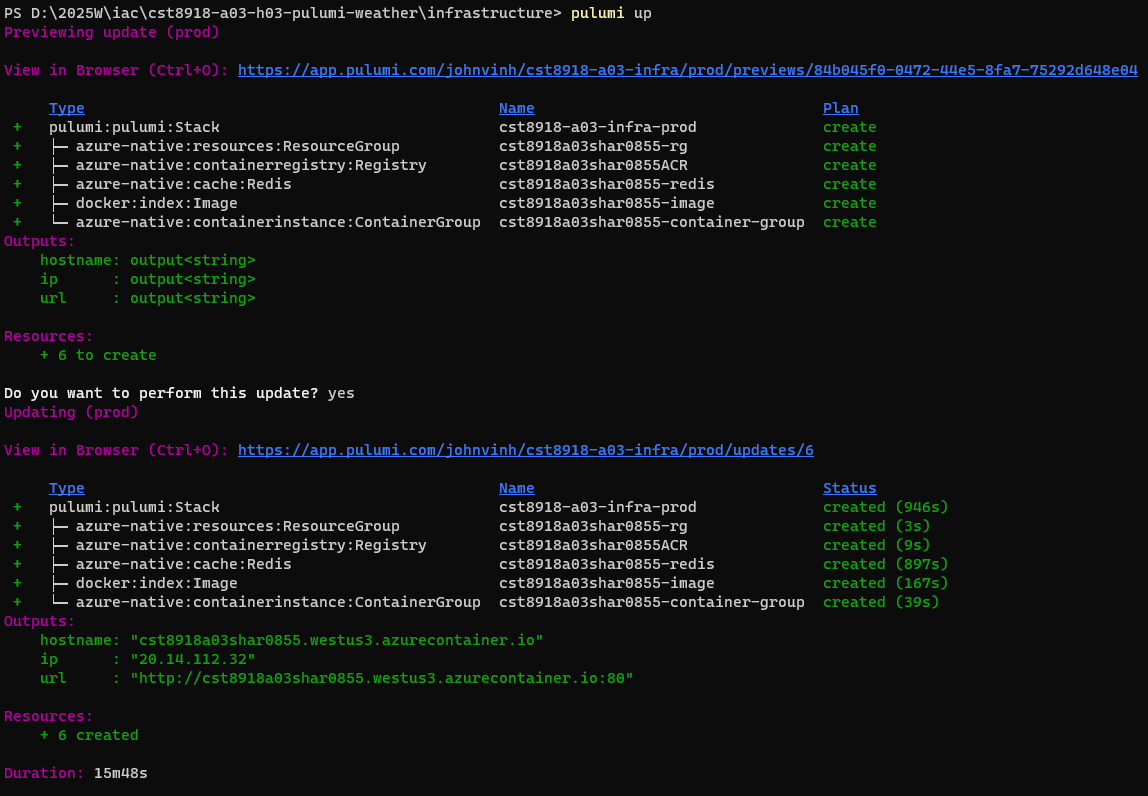 PS D:\2025W\iac\cst8918-a03-h03-pulumi-weather\infrastructure> pulumi up
Previewing update (prod)
View in Browser (Ctrl+O): https://app.pulumi.com/johnvinh/cst8918-a03-infra/prod/previews/84b045f0-0472-44e5-8fa7-75292d648e04
Type Name Plan
+ pulumi:pulumi:Stack cst8918-a03-infra-prod create
+ ├─ azure-native:resources:ResourceGroup cst8918a03shar0855-rg create
+ ├─ azure-native:containerregistry:Registry cst8918a03shar0855ACR create
+ ├─ azure-native:cache:Redis cst8918a03shar0855-redis create
+ ├─ docker:index:Image cst8918a03shar0855-image create
+ └─ azure-native:containerinstance:ContainerGroup cst8918a03shar0855-container-group create
Outputs:
hostname: output<string>
ip : output<string>
url : output<string>
Resources:
+ 6 to create
Do you want to perform this update? yes
Updating (prod)
View in Browser (Ctrl+O): https://app.pulumi.com/johnvinh/cst8918-a03-infra/prod/updates/6
Type Name Status
+ pulumi:pulumi:Stack cst8918-a03-infra-prod created (946s)
+ ├─ azure-native:resources:ResourceGroup cst8918a03shar0855-rg created (3s)
+ ├─ azure-native:containerregistry:Registry cst8918a03shar0855ACR created (9s)
+ ├─ azure-native:cache:Redis cst8918a03shar0855-redis created (897s)
+ ├─ docker:index:Image cst8918a03shar0855-image created (167s)
+ └─ azure-native:containerinstance:ContainerGroup cst8918a03shar0855-container-group created (39s)
Outputs:
hostname: "cst8918a03shar0855.westus3.azurecontainer.io"
ip : "20.14.112.32"
url : "http://cst8918a03shar0855.westus3.azurecontainer.io:80"
Resources:
+ 6 created
Duration: 15m48s